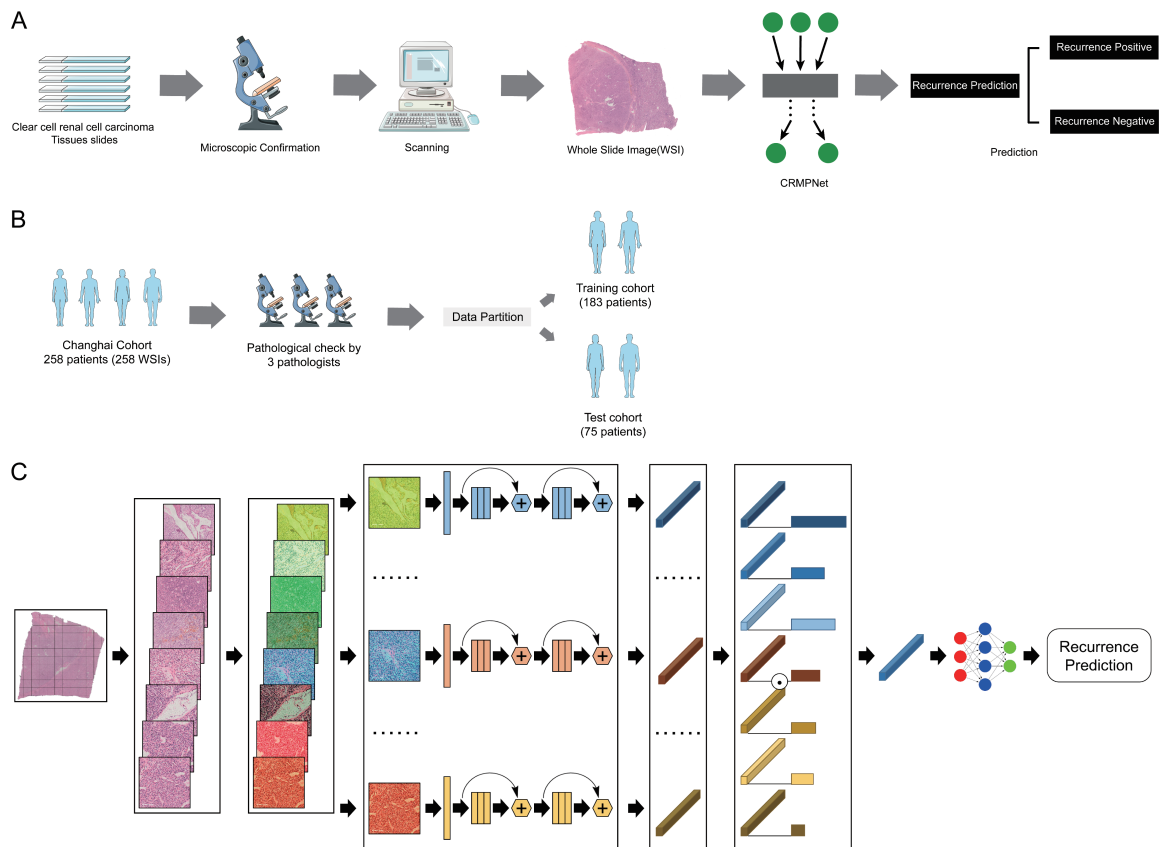 A
Clear cell renal cell carcinoma
Tissues slides
Microscopic Confirmation
Scanning
Whole Slide Image(WSI)
CRMPNet
Recurrence Prediction
Recurrence Positive
Recurrence Negative
Prediction
B
Changhai Cohort
258 patients (258 WSIs)
Pathological check by
3 pathologists
Data Partition
Training cohort
(183 patients)
Test cohort
(75 patients)
C
Recurrence
Prediction